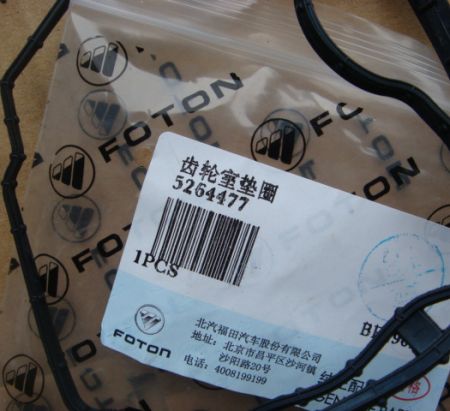 FOTON
FOTON
FOTON
FOTON
齿轮室垫圈
5264477
1PCS
FOTON
北汽福田汽车股份有限公司
地址：北京市昌平区沙河镇
沙阳路20号
电话：4008199199